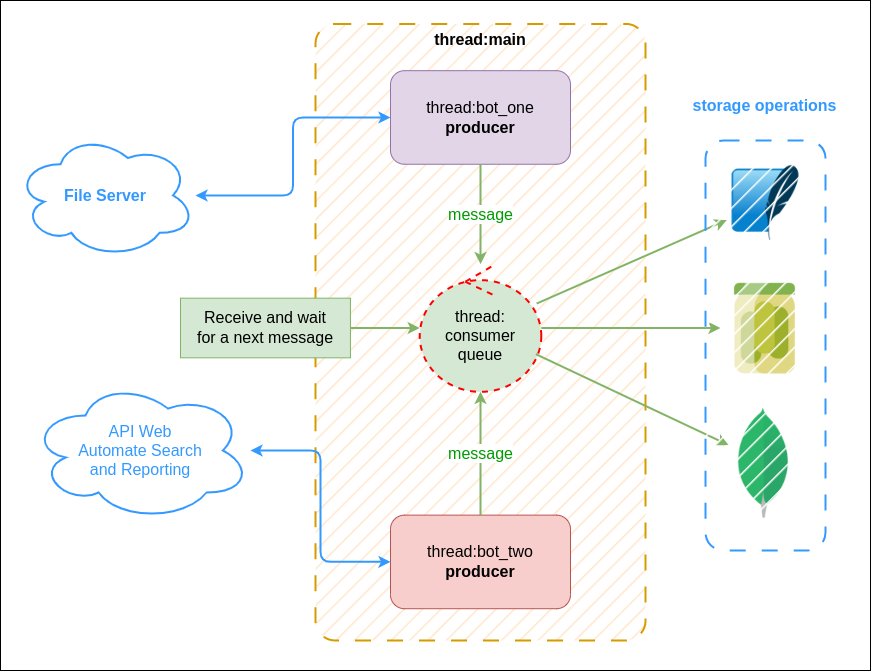 thread:main
thread:bot_one
producer
storage operations
File Server
message
Receive and wait
for a next message
thread:
consumer
queue
API Web
Automate Search
and Reporting
message
thread:bot_two
producer